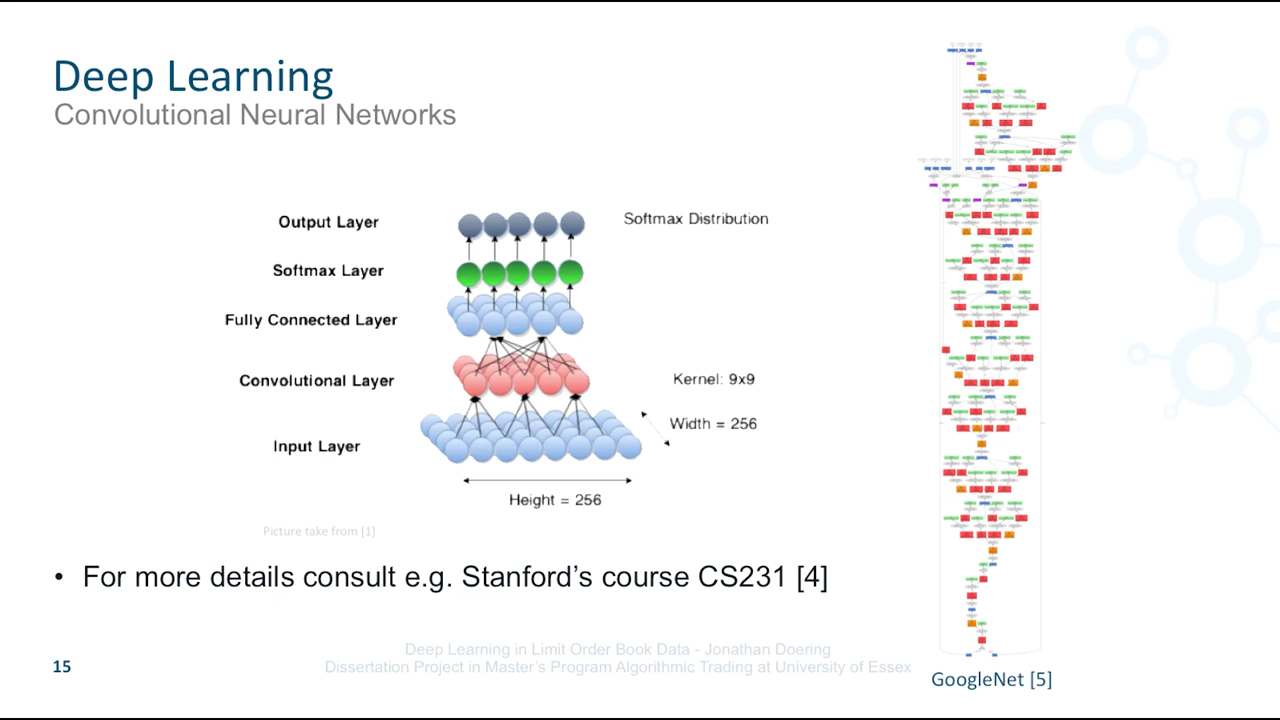 Deep Learning
Convolutional Neural Networks
Output Layer
Softmax Distribution
Softmax Layer
Fully Connected Layer
Convolutional Layer
Kernel: 9x9
Width = 256
Input Layer
Height = 256
Picture take from [1]
• For more details consult e.g. Stanford’s course CS231 [4]
Deep Learning in Limit Order Book Data - Jonathan Doering
Dissertation Project in Master’s Program Algorithmic Trading at University of Essex
15
GoogleNet [5]